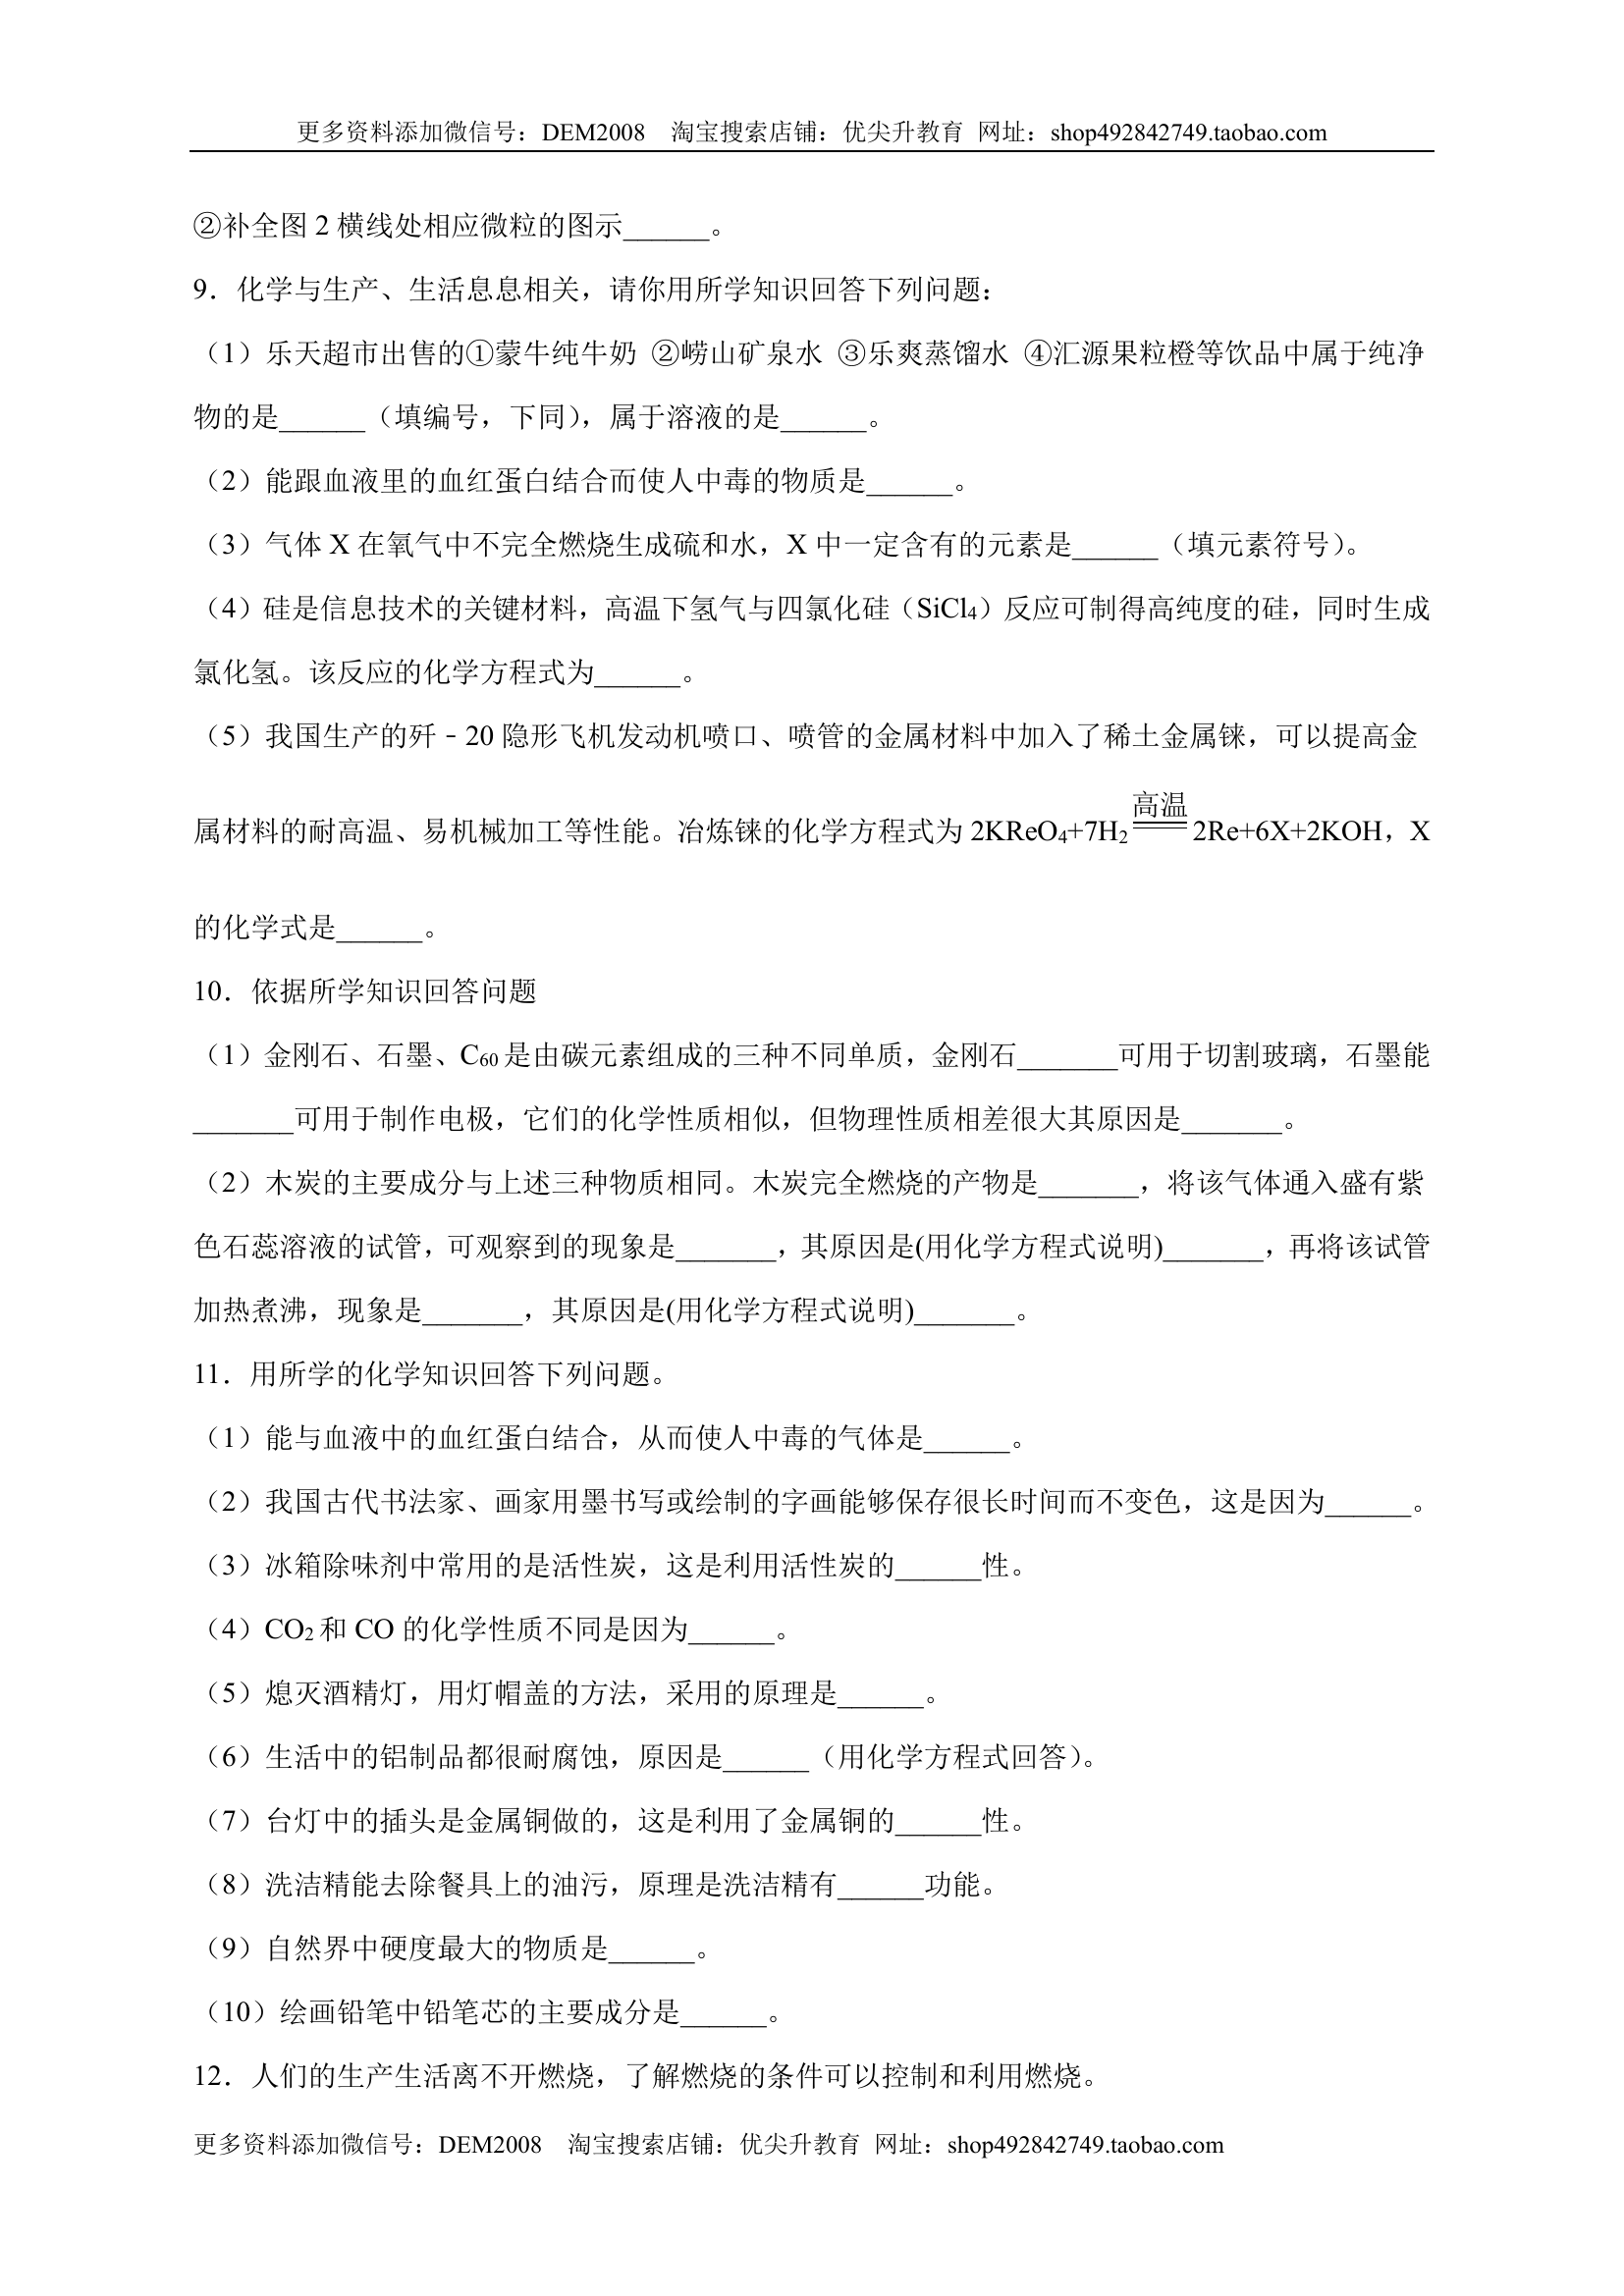 更多资料添加微信号：DEM2008　淘宝搜索店铺：优尖升教育 网址：shop492842749.taobao.com
②补全图 2 横线处相应微粒的图示______。
9．化学与生产、生活息息相关，请你用所学知识回答下列问题：
（1）乐天超市出售的①蒙牛纯牛奶 ②崂山矿泉水 ③乐爽蒸馏水 ④汇源果粒橙等饮品中属于纯净
物的是______（填编号，下同），属于溶液的是______。
（2）能跟血液里的血红蛋白结合而使人中毒的物质是______。
（3）气体 X 在氧气中不完全燃烧生成硫和水，X 中一定含有的元素是______（填元素符号）。
（4）硅是信息技术的关键材料，高温下氢气与四氯化硅（SiCl₄）反应可制得高纯度的硅，同时生成
氯化氢。该反应的化学方程式为______。
（5）我国生产的歼﹣20 隐形飞机发动机喷口、喷管的金属材料中加入了稀土金属铼，可以提高金
属材料的耐高温、易机械加工等性能。冶炼铼的化学方程式为 2KReO₄+7H₂ 高温 2Re+6X+2KOH，X
的化学式是______。
10．依据所学知识回答问题
（1）金刚石、石墨、C₆₀ 是由碳元素组成的三种不同单质，金刚石_______可用于切割玻璃，石墨能
_______可用于制作电极，它们的化学性质相似，但物理性质相差很大其原因是_______。
（2）木炭的主要成分与上述三种物质相同。木炭完全燃烧的产物是_______，将该气体通入盛有紫
色石蕊溶液的试管，可观察到的现象是_______，其原因是(用化学方程式说明)_______，再将该试管
加热煮沸，现象是_______，其原因是(用化学方程式说明)_______。
11．用所学的化学知识回答下列问题。
（1）能与血液中的血红蛋白结合，从而使人中毒的气体是______。
（2）我国古代书法家、画家用墨书写或绘制的字画能够保存很长时间而不变色，这是因为______。
（3）冰箱除味剂中常用的是活性炭，这是利用活性炭的______性。
（4）CO₂ 和 CO 的化学性质不同是因为______。
（5）熄灭酒精灯，用灯帽盖的方法，采用的原理是______。
（6）生活中的铝制品都很耐腐蚀，原因是______（用化学方程式回答）。
（7）台灯中的插头是金属铜做的，这是利用了金属铜的______性。
（8）洗洁精能去除餐具上的油污，原理是洗洁精有______功能。
（9）自然界中硬度最大的物质是______。
（10）绘画铅笔中铅笔芯的主要成分是______。
12．人们的生产生活离不开燃烧，了解燃烧的条件可以控制和利用燃烧。
更多资料添加微信号：DEM2008　淘宝搜索店铺：优尖升教育 网址：shop492842749.taobao.com